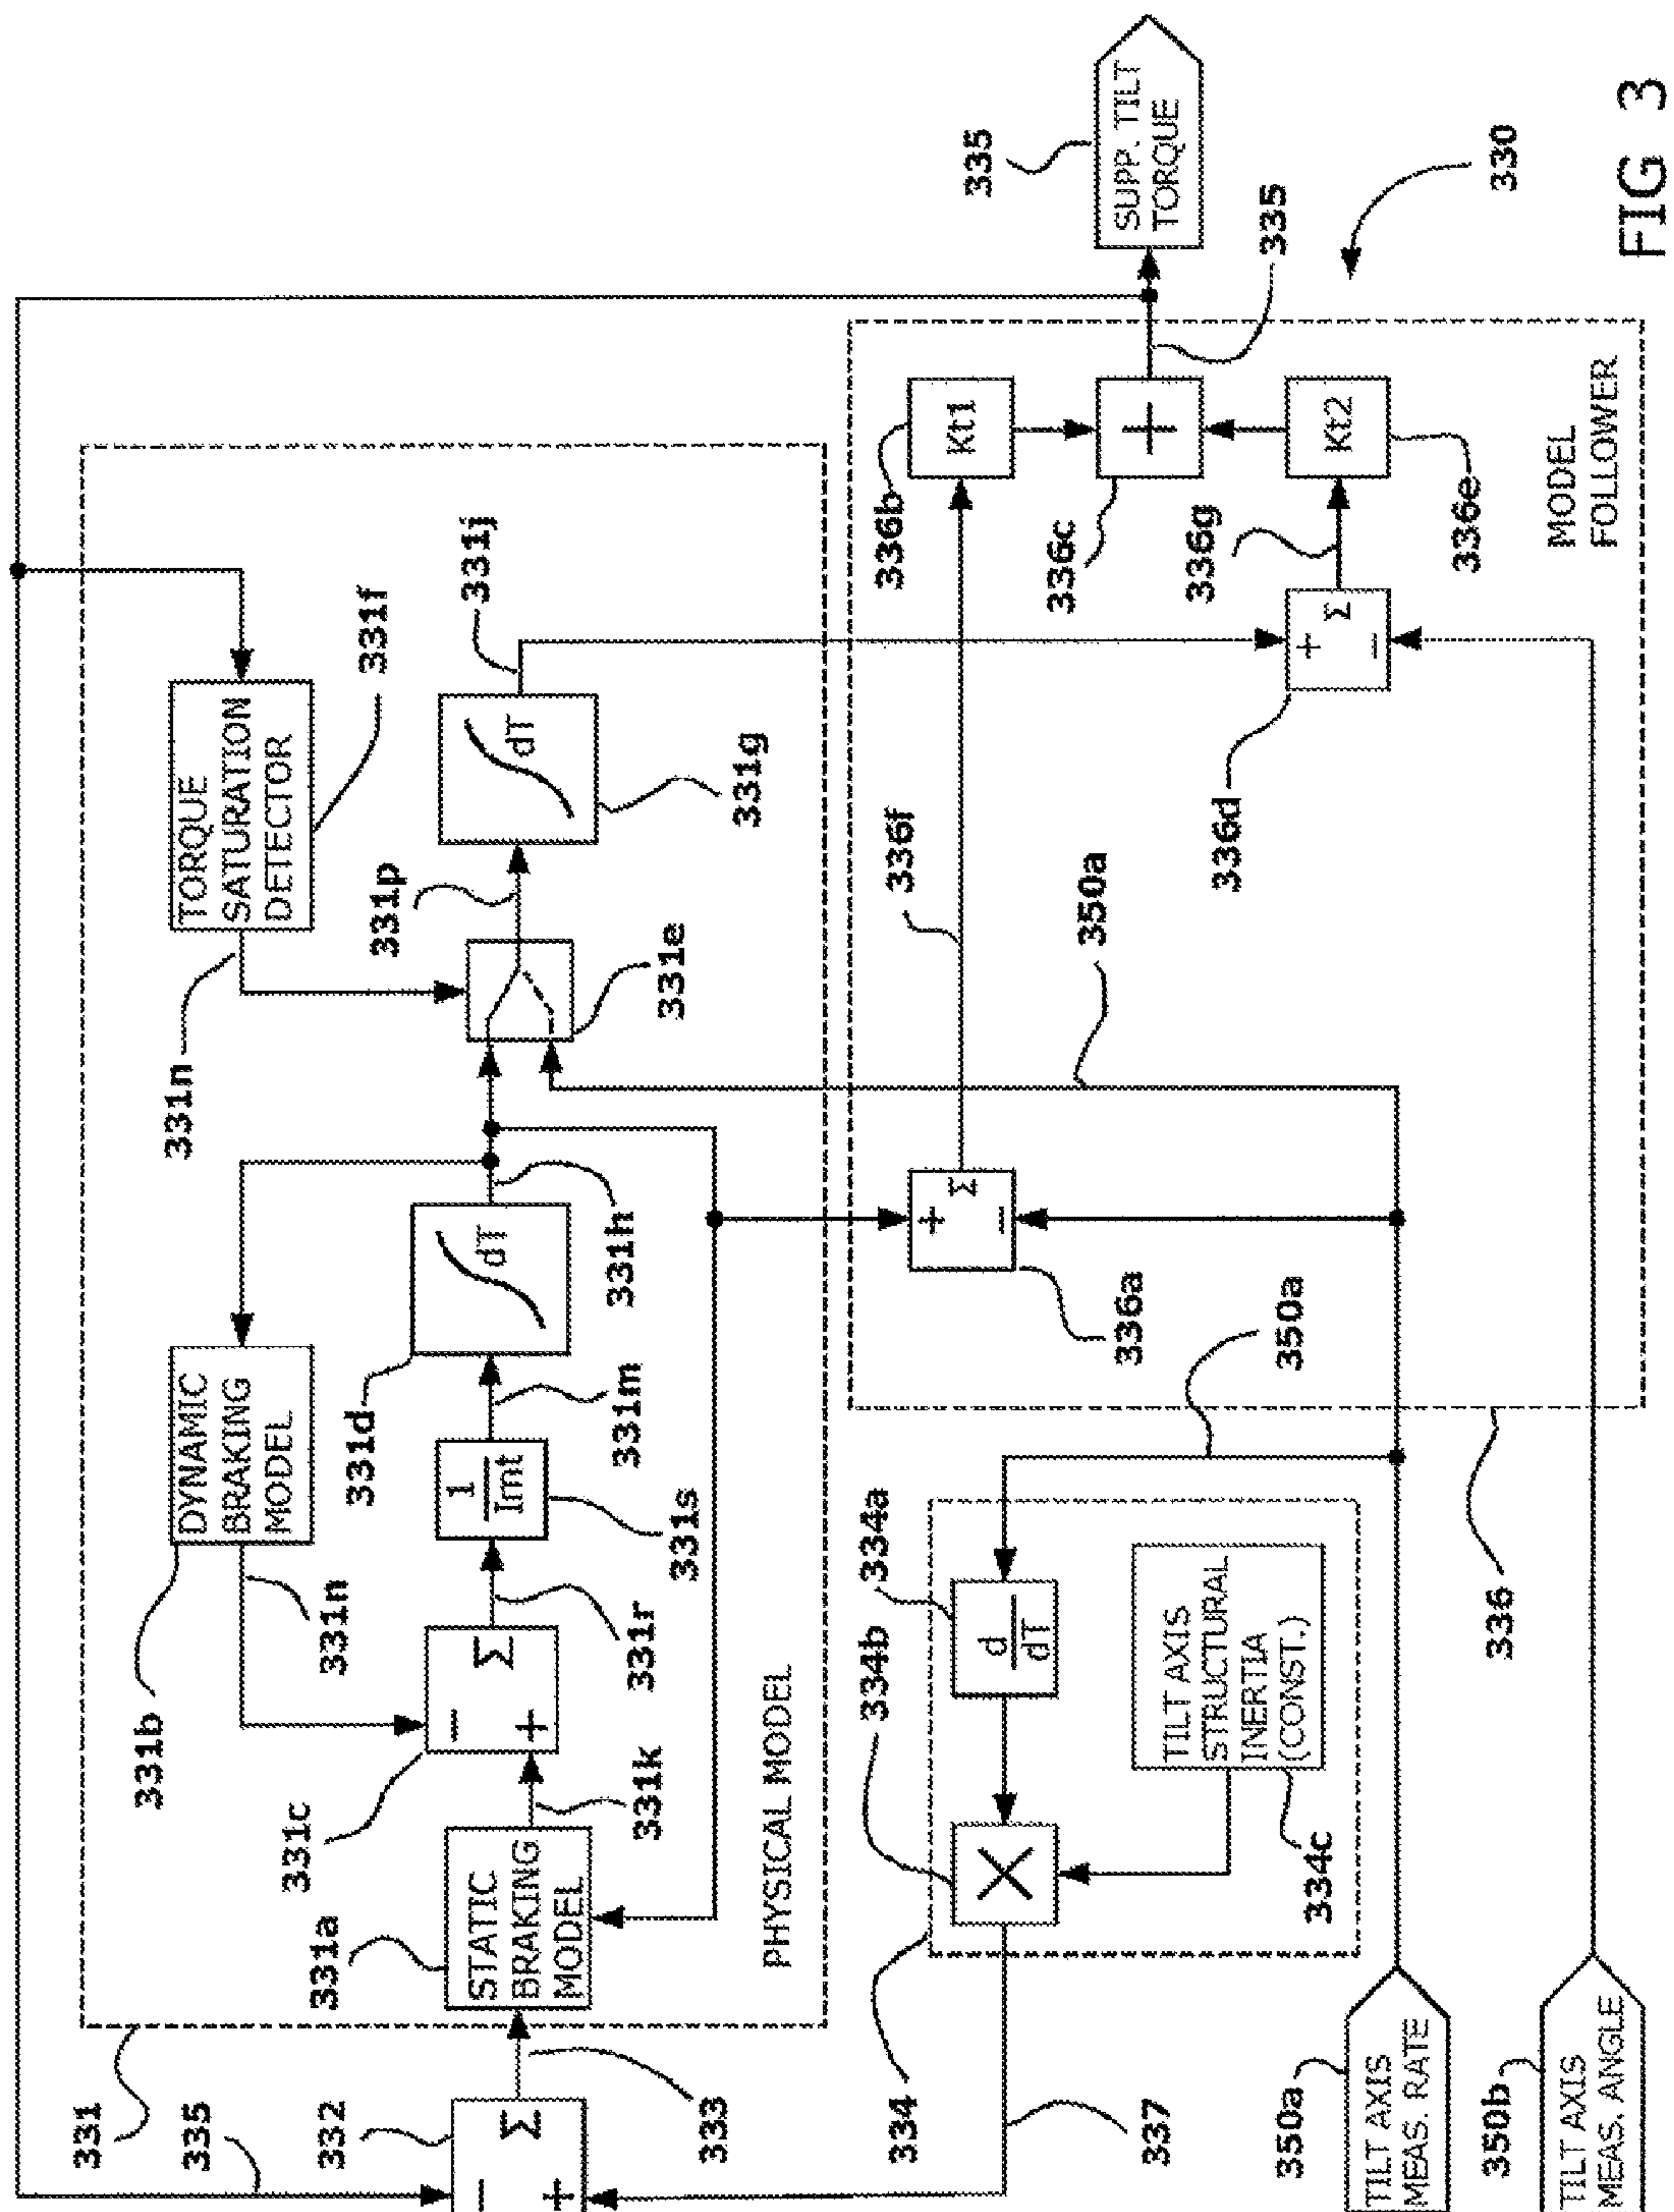 331
335
332
Σ
−
+
333
331a
STATIC
BRAKING
MODEL
331k
331c
−
+
Σ
331r
331b
DYNAMIC
BRAKING
MODEL
331n
1
Imt
331s
331m
331d
dT
331h
331n
TORQUE
SATURATION
DETECTOR
331f
331e
331p
dT
331g
331j
PHYSICAL MODEL
334
337
334b
334a
d
dT
TILT AXIS
STRUCTURAL
INERTIA
(CONST.)
334c
350a
350a
TILT AXIS
MEAS. RATE
350b
TILT AXIS
MEAS. ANGLE
336
336a
+
−
Σ
350a
336f
336d
+
−
Σ
336g
336b
Kt1
336c
+
Kt2
336e
MODEL
FOLLOWER
335
335
SUPP. TILT
TORQUE
330
FIG 3